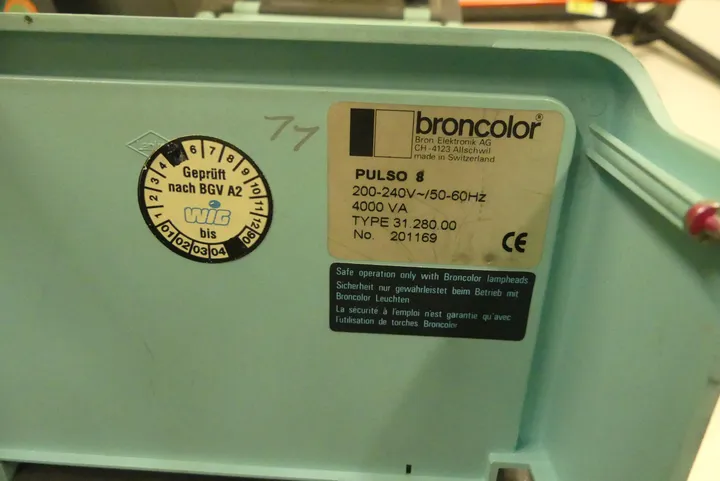 77
broncolor®
Bron Elektronik AG
CH-4123 Allschwil
made in Switzerland
PULSO 8
200-240V~/50-60Hz
4000 VA
TYPE 31.280.00
No. 201169
CE
Geprüft
nach BGV A2
WIG
bis
1 2 3 4 6 7 8 9 10 11 12
01 02 03 04 90
Safe operation only with Broncolor lampheads
Sicherheit nur gewährleistet beim Betrieb mit
Broncolor Leuchten
La sécurité à l'emploi n'est garantie qu'avec
l'utilisation de torches Broncolor